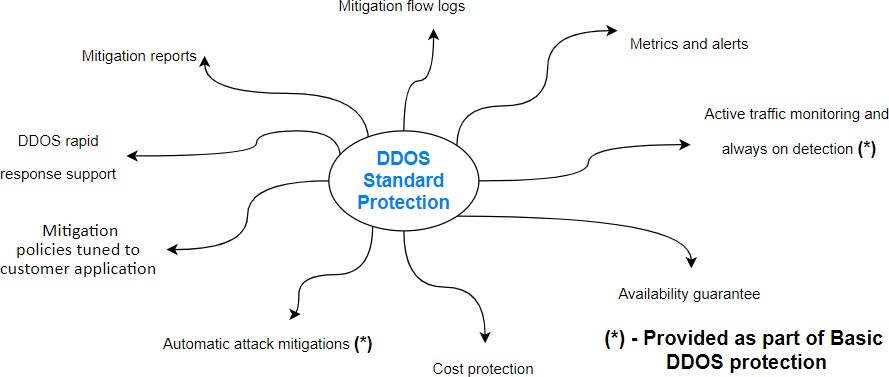 Mitigation flow logs
Mitigation reports
Metrics and alerts
Active traffic monitoring and
always on detection (*)
DDOS rapid
response support
DDOS
Standard
Protection
Mitigation
policies tuned to
customer application
Availability guarantee
Automatic attack mitigations (*)
Cost protection
(*) - Provided as part of Basic
DDOS protection